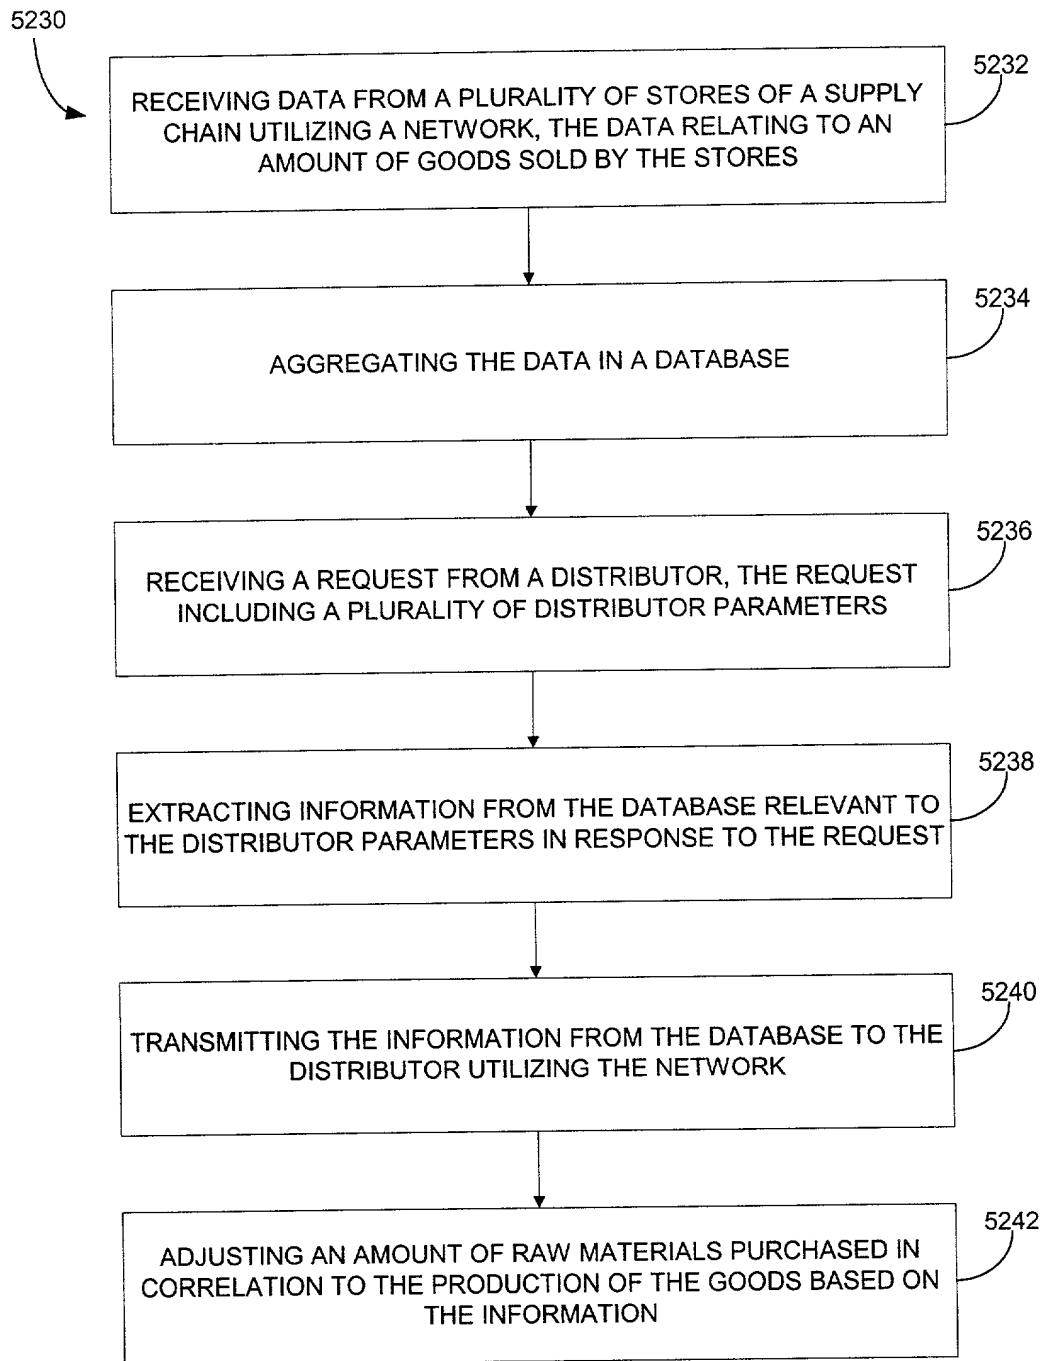 5230
5232
RECEIVING DATA FROM A PLURALITY OF STORES OF A SUPPLY
CHAIN UTILIZING A NETWORK, THE DATA RELATING TO AN
AMOUNT OF GOODS SOLD BY THE STORES
5234
AGGREGATING THE DATA IN A DATABASE
5236
RECEIVING A REQUEST FROM A DISTRIBUTOR, THE REQUEST
INCLUDING A PLURALITY OF DISTRIBUTOR PARAMETERS
5238
EXTRACTING INFORMATION FROM THE DATABASE RELEVANT TO
THE DISTRIBUTOR PARAMETERS IN RESPONSE TO THE REQUEST
5240
TRANSMITTING THE INFORMATION FROM THE DATABASE TO THE
DISTRIBUTOR UTILIZING THE NETWORK
5242
ADJUSTING AN AMOUNT OF RAW MATERIALS PURCHASED IN
CORRELATION TO THE PRODUCTION OF THE GOODS BASED ON
THE INFORMATION